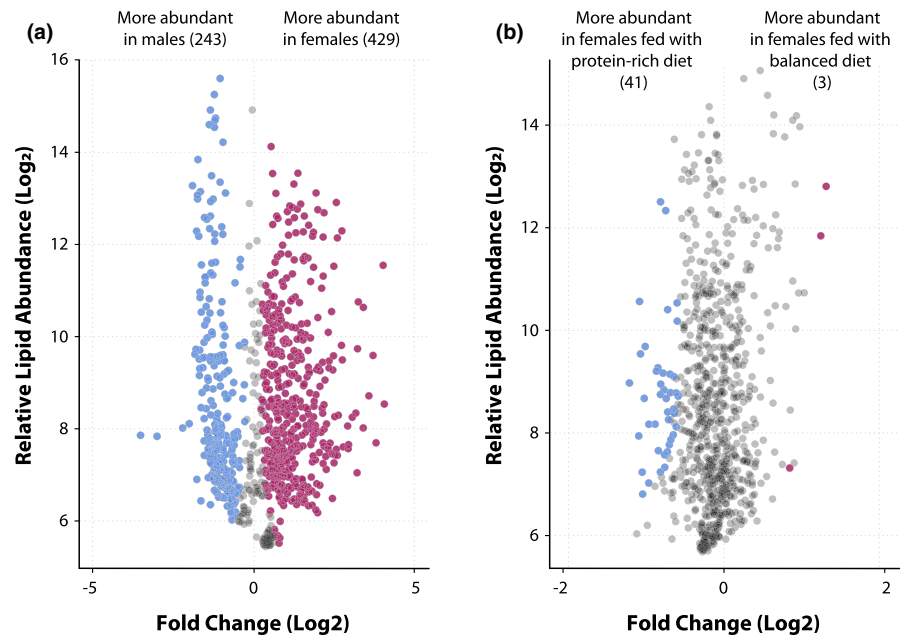 (a)
More abundant
in males (243)
More abundant
in females (429)
16
14
12
10
8
6
-5
0
5
Relative Lipid Abundance (Log₂)
Fold Change (Log2)
(b)
More abundant
in females fed with
protein-rich diet
(41)
More abundant
in females fed with
balanced diet
(3)
14
12
10
8
6
-2
0
2
Relative Lipid Abundance (Log₂)
Fold Change (Log2)